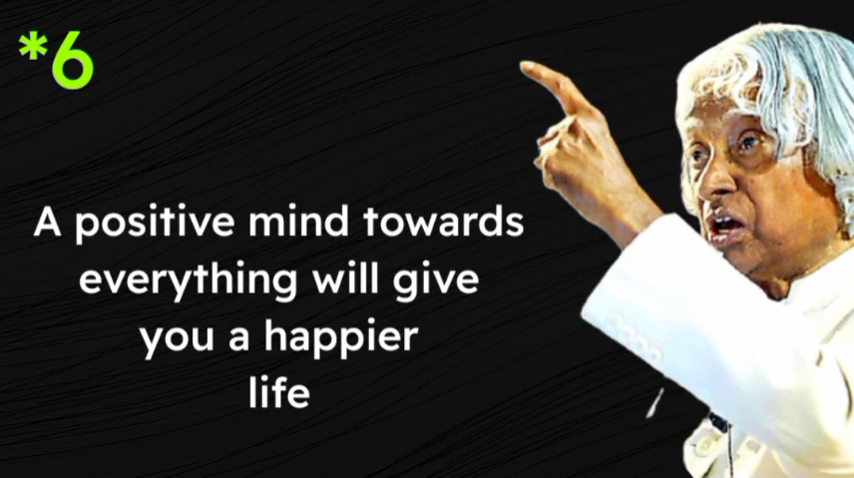 *6
A positive mind towards
everything will give
you a happier
life